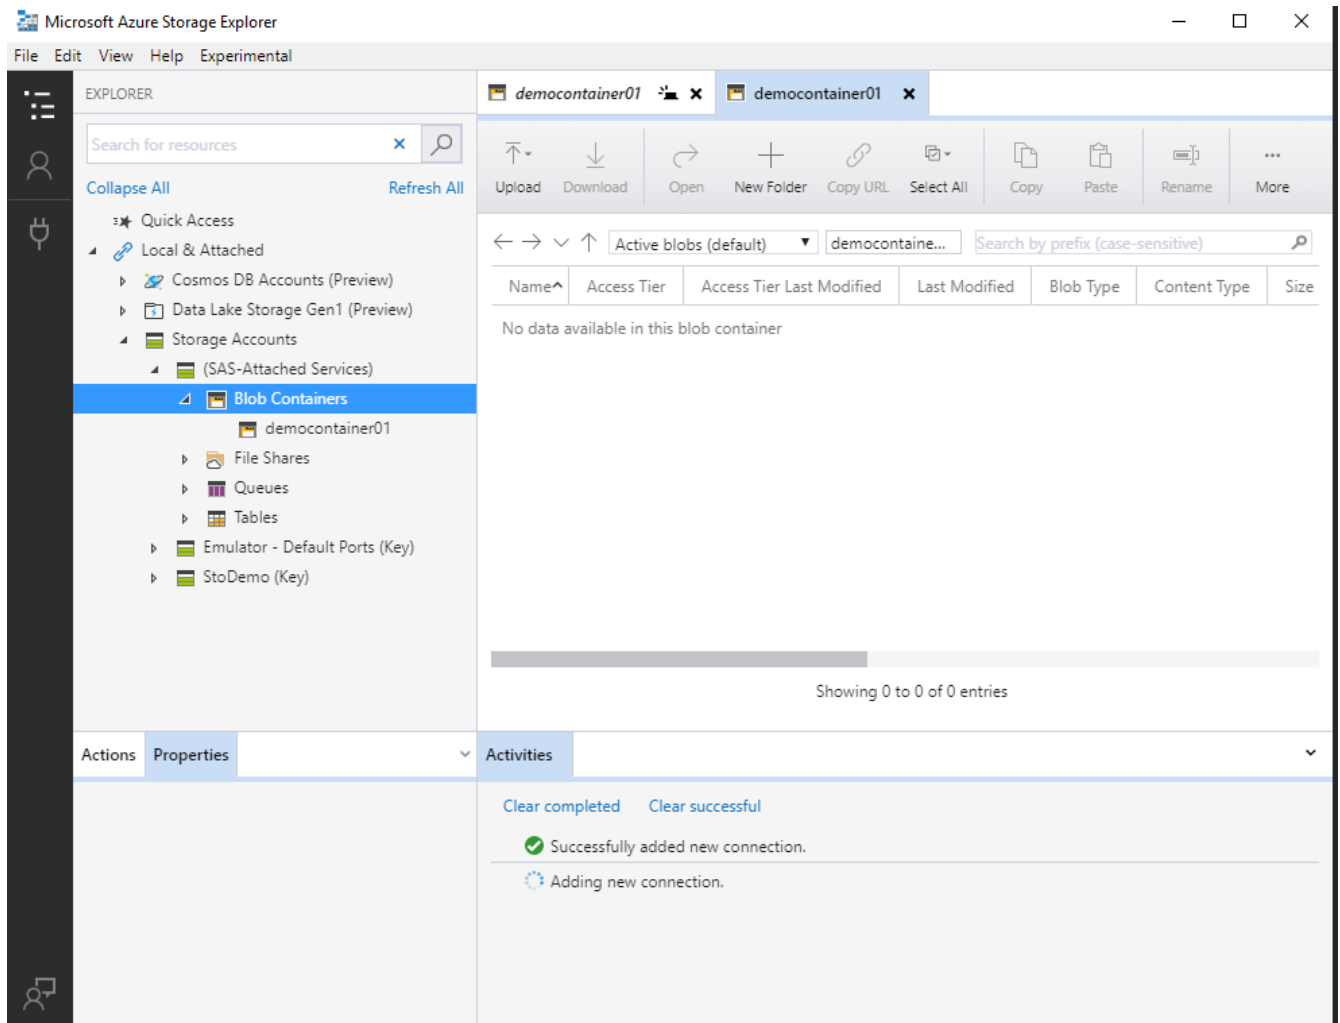 Microsoft Azure Storage Explorer
File Edit View Help Experimental
EXPLORER
Search for resources
Collapse All Refresh All
Quick Access
Local & Attached
Cosmos DB Accounts (Preview)
Data Lake Storage Gen1 (Preview)
Storage Accounts
(SAS-Attached Services)
Blob Containers
democontainer01
File Shares
Queues
Tables
Emulator - Default Ports (Key)
StoDemo (Key)
Actions Properties
democontainer01 democontainer01
Upload Download Open New Folder Copy URL Select All Copy Paste Rename More
Active blobs (default) democontaine... Search by prefix (case-sensitive)
Name Access Tier Access Tier Last Modified Last Modified Blob Type Content Type Size
No data available in this blob container
Showing 0 to 0 of 0 entries
Activities
Clear completed Clear successful
Successfully added new connection.
Adding new connection.